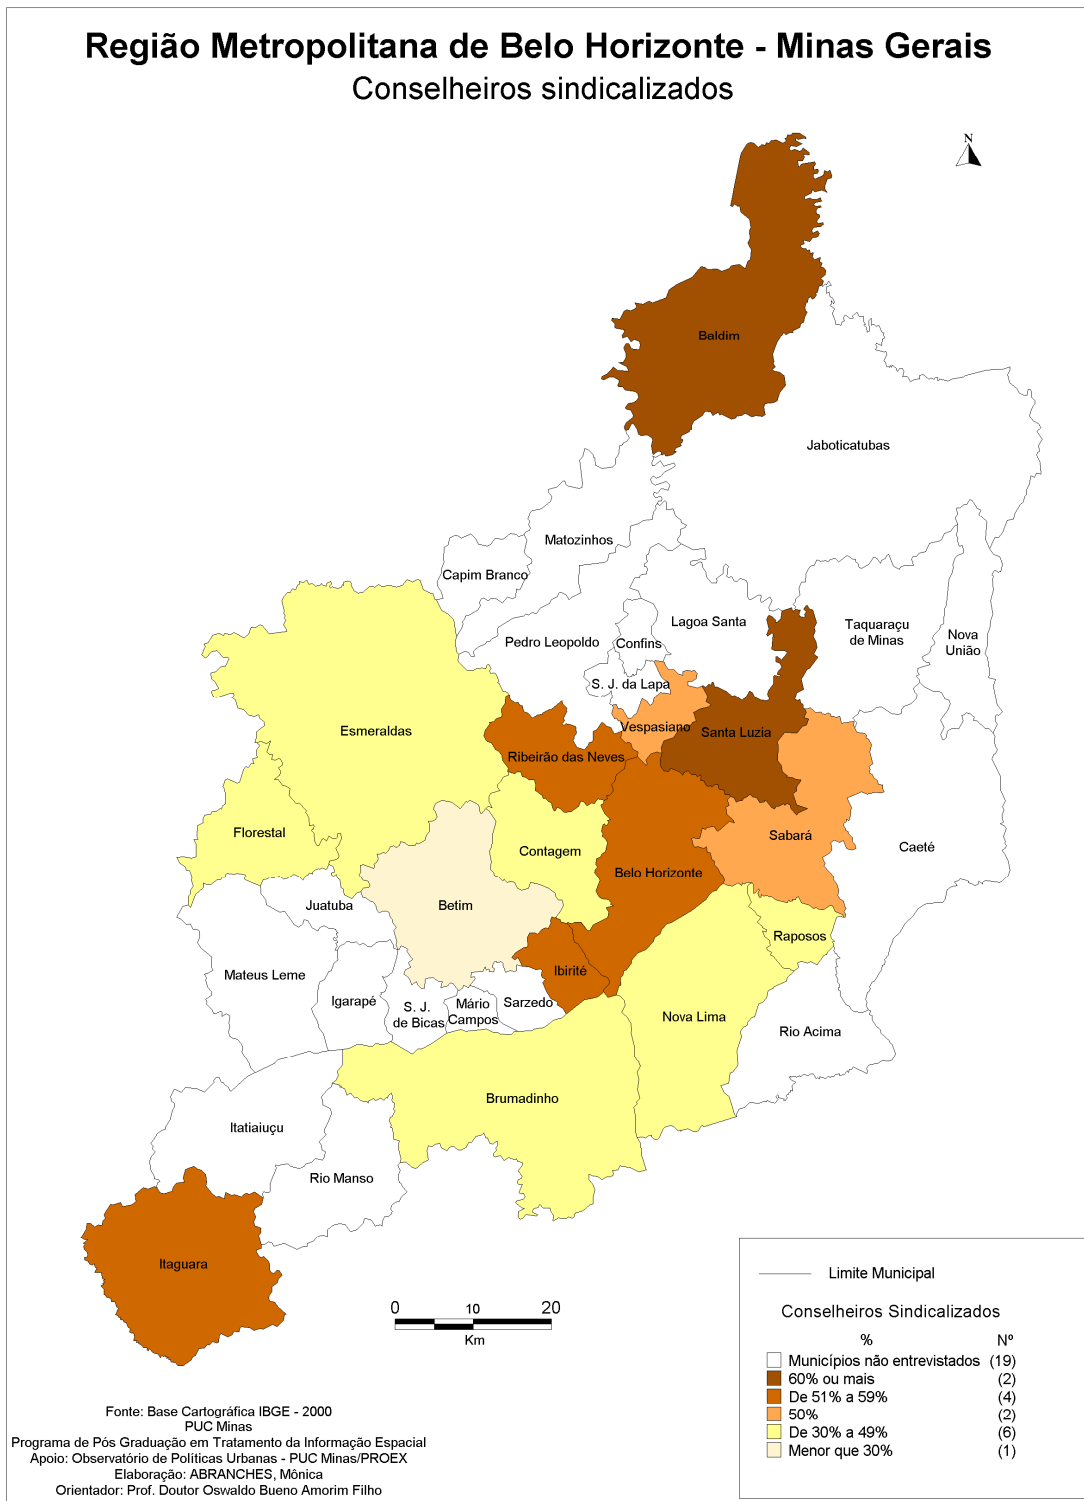 Região Metropolitana de Belo Horizonte - Minas Gerais
Conselheiros sindicalizados
N
Baldim
Jaboticatubas
Matozinhos
Capim Branco
Pedro Leopoldo
Confins
Lagoa Santa
Taquaraçu
de Minas
Nova
União
S. J. da Lapa
Vespasiano
Santa Luzia
Esmeraldas
Ribeirão das Neves
Florestal
Contagem
Sabará
Caeté
Belo Horizonte
Juatuba
Betim
Raposos
Mateus Leme
Ibirité
Igarapé
S. J.
de Bicas
Mário
Campos
Sarzedo
Nova Lima
Rio Acima
Brumadinho
Itatiaiuçu
Rio Manso
Itaguara
0 10 20
Km
Limite Municipal
Conselheiros Sindicalizados
% Nº
Municípios não entrevistados (19)
60% ou mais (2)
De 51% a 59% (4)
50% (2)
De 30% a 49% (6)
Menor que 30% (1)
Fonte: Base Cartográfica IBGE - 2000
PUC Minas
Programa de Pós Graduação em Tratamento da Informação Espacial
Apoio: Observatório de Políticas Urbanas - PUC Minas/PROEX
Elaboração: ABRANCHES, Mônica
Orientador: Prof. Doutor Oswaldo Bueno Amorim Filho